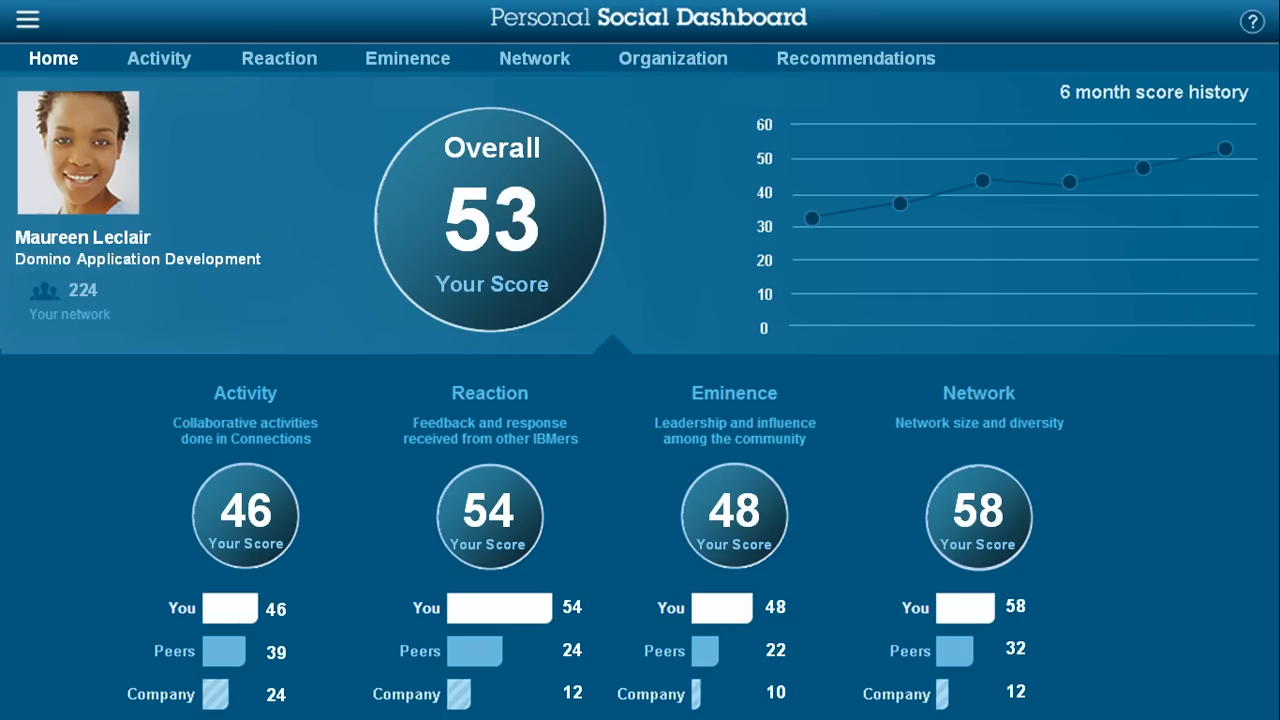 Personal Social Dashboard
?
Home Activity Reaction Eminence Network Organization Recommendations
6 month score history
60
50
40
30
20
10
0
Overall
53
Your Score
Maureen Leclair
Domino Application Development
224
Your network
Activity
Collaborative activities
done in Connections
46
Your Score
You 46
Peers 39
Company 24
Reaction
Feedback and response
received from other IBMers
54
Your Score
You 54
Peers 24
Company 12
Eminence
Leadership and influence
among the community
48
Your Score
You 48
Peers 22
Company 10
Network
Network size and diversity
58
Your Score
You 58
Peers 32
Company 12